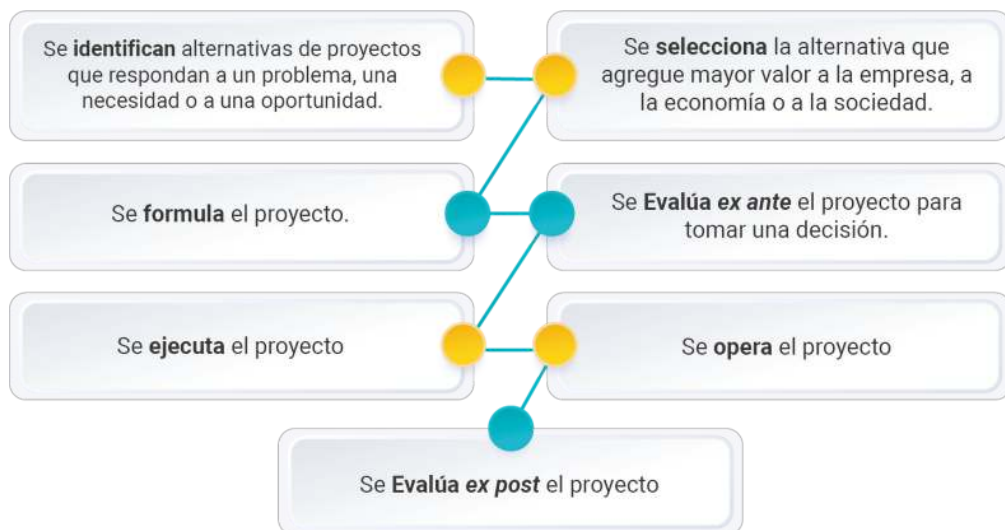 Se identifican alternativas de proyectos
que respondan a un problema, una
necesidad o a una oportunidad.
Se selecciona la alternativa que
agregue mayor valor a la empresa, a
la economía o a la sociedad.
Se formula el proyecto.
Se Evalúa ex ante el proyecto para
tomar una decisión.
Se ejecuta el proyecto
Se opera el proyecto
Se Evalúa ex post el proyecto